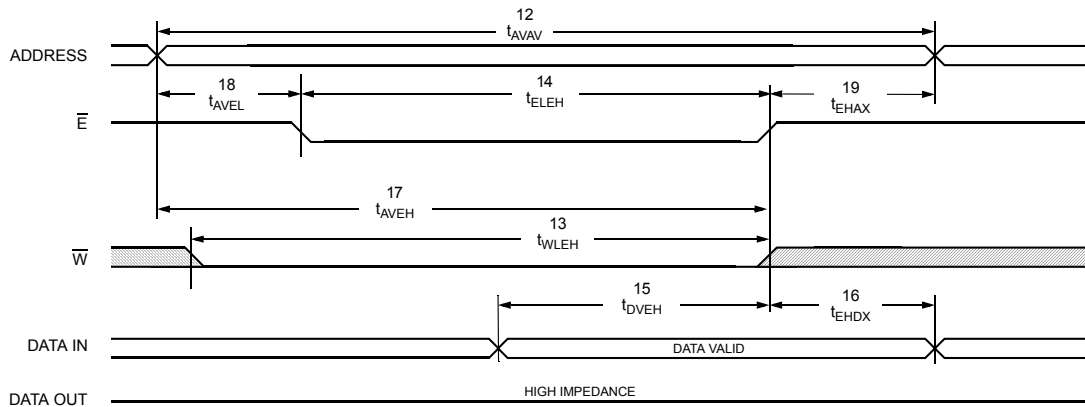 12
tAVAV
ADDRESS
18
tAVEL
14
tELEH
19
tEHAX
E
17
tAVEH
13
tWLEH
W
15
tDVEH
16
tEHDX
DATA IN
DATA VALID
DATA OUT
HIGH IMPEDANCE